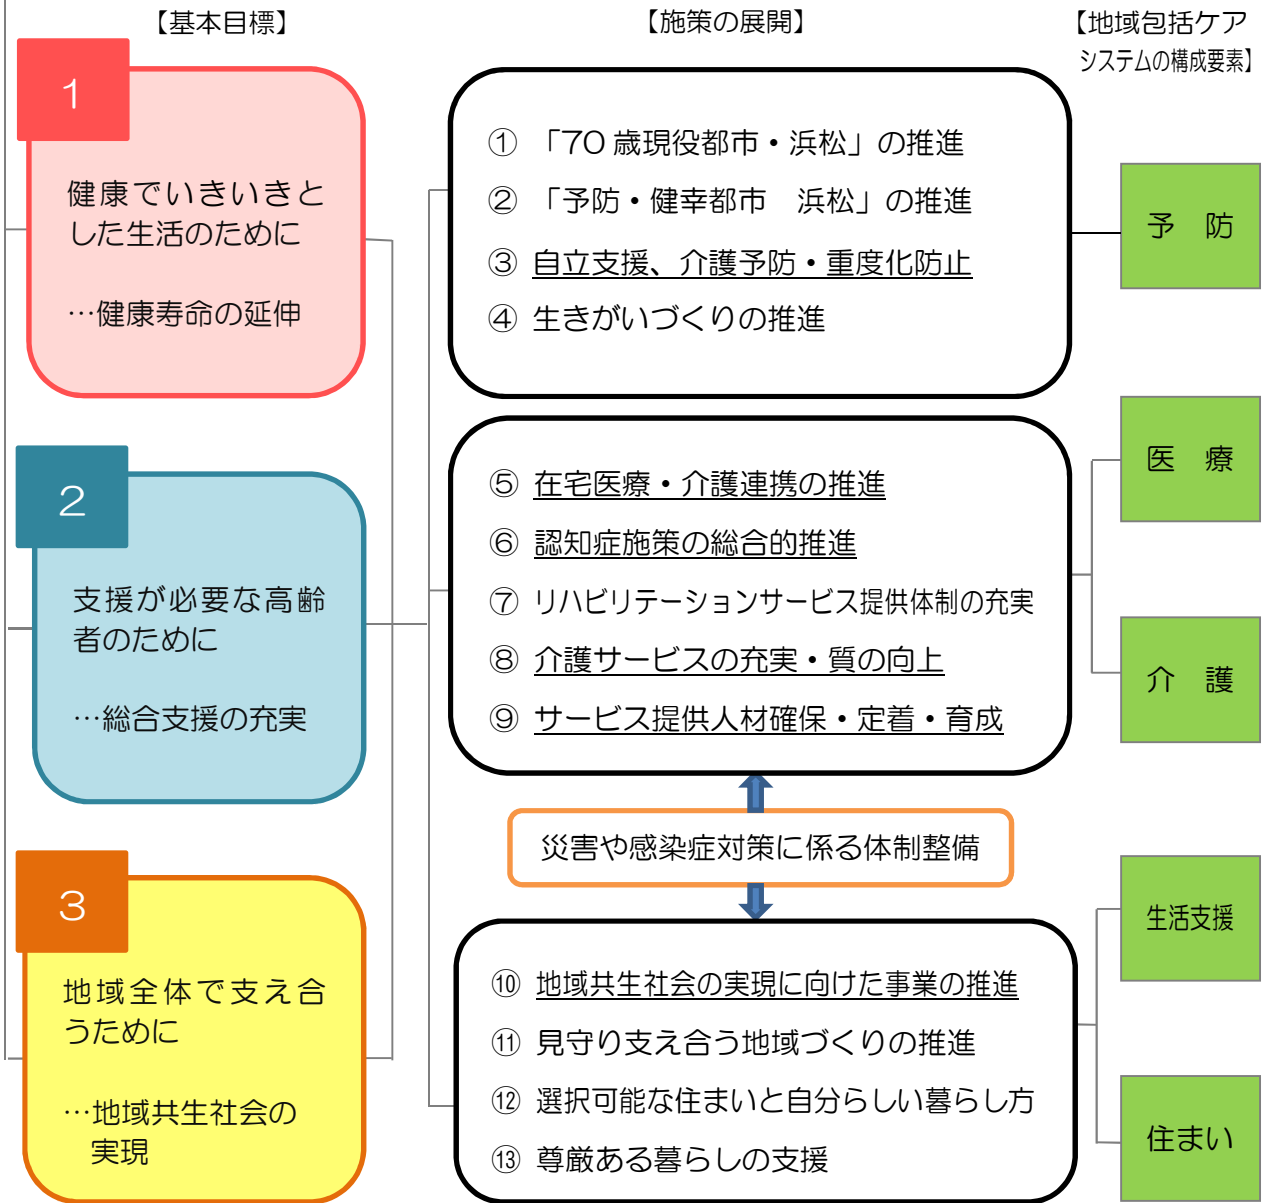 【基本目標】
【施策の展開】
【地域包括ケア
システムの構成要素】
1
健康でいきいきと
した生活のために
…健康寿命の延伸
① 「70 歳現役都市・浜松」の推進
② 「予防・健幸都市　浜松」の推進
③ 自立支援、介護予防・重度化防止
④ 生きがいづくりの推進
予　防
2
支援が必要な高齢
者のために
…総合支援の充実
⑤ 在宅医療・介護連携の推進
⑥ 認知症施策の総合的推進
⑦ リハビリテーションサービス提供体制の充実
⑧ 介護サービスの充実・質の向上
⑨ サービス提供人材確保・定着・育成
医　療
介　護
災害や感染症対策に係る体制整備
3
地域全体で支え合
うために
…地域共生社会の
実現
⑩ 地域共生社会の実現に向けた事業の推進
⑪ 見守り支え合う地域づくりの推進
⑫ 選択可能な住まいと自分らしい暮らし方
⑬ 尊厳ある暮らしの支援
生活支援
住まい